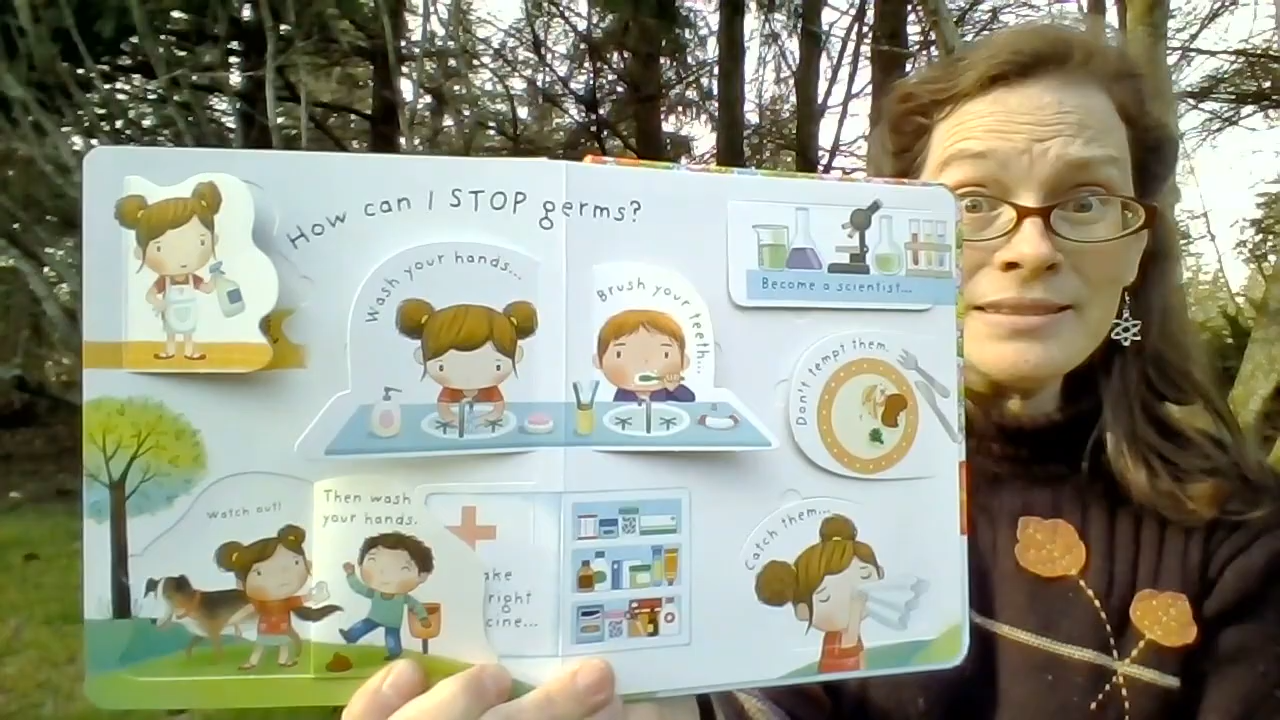 How can I STOP germs?
Wash your hands...
Brush your teeth...
Become a scientist...
Don't tempt them.
Watch out!
Then wash
your hands.
right
Catch them...